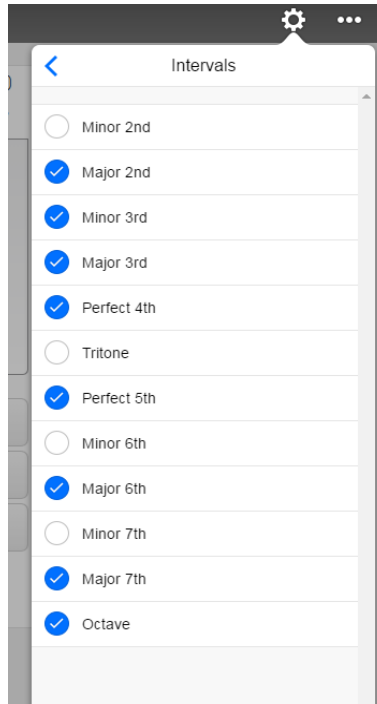 Intervals
Minor 2nd
Major 2nd
Minor 3rd
Major 3rd
Perfect 4th
Tritone
Perfect 5th
Minor 6th
Major 6th
Minor 7th
Major 7th
Octave